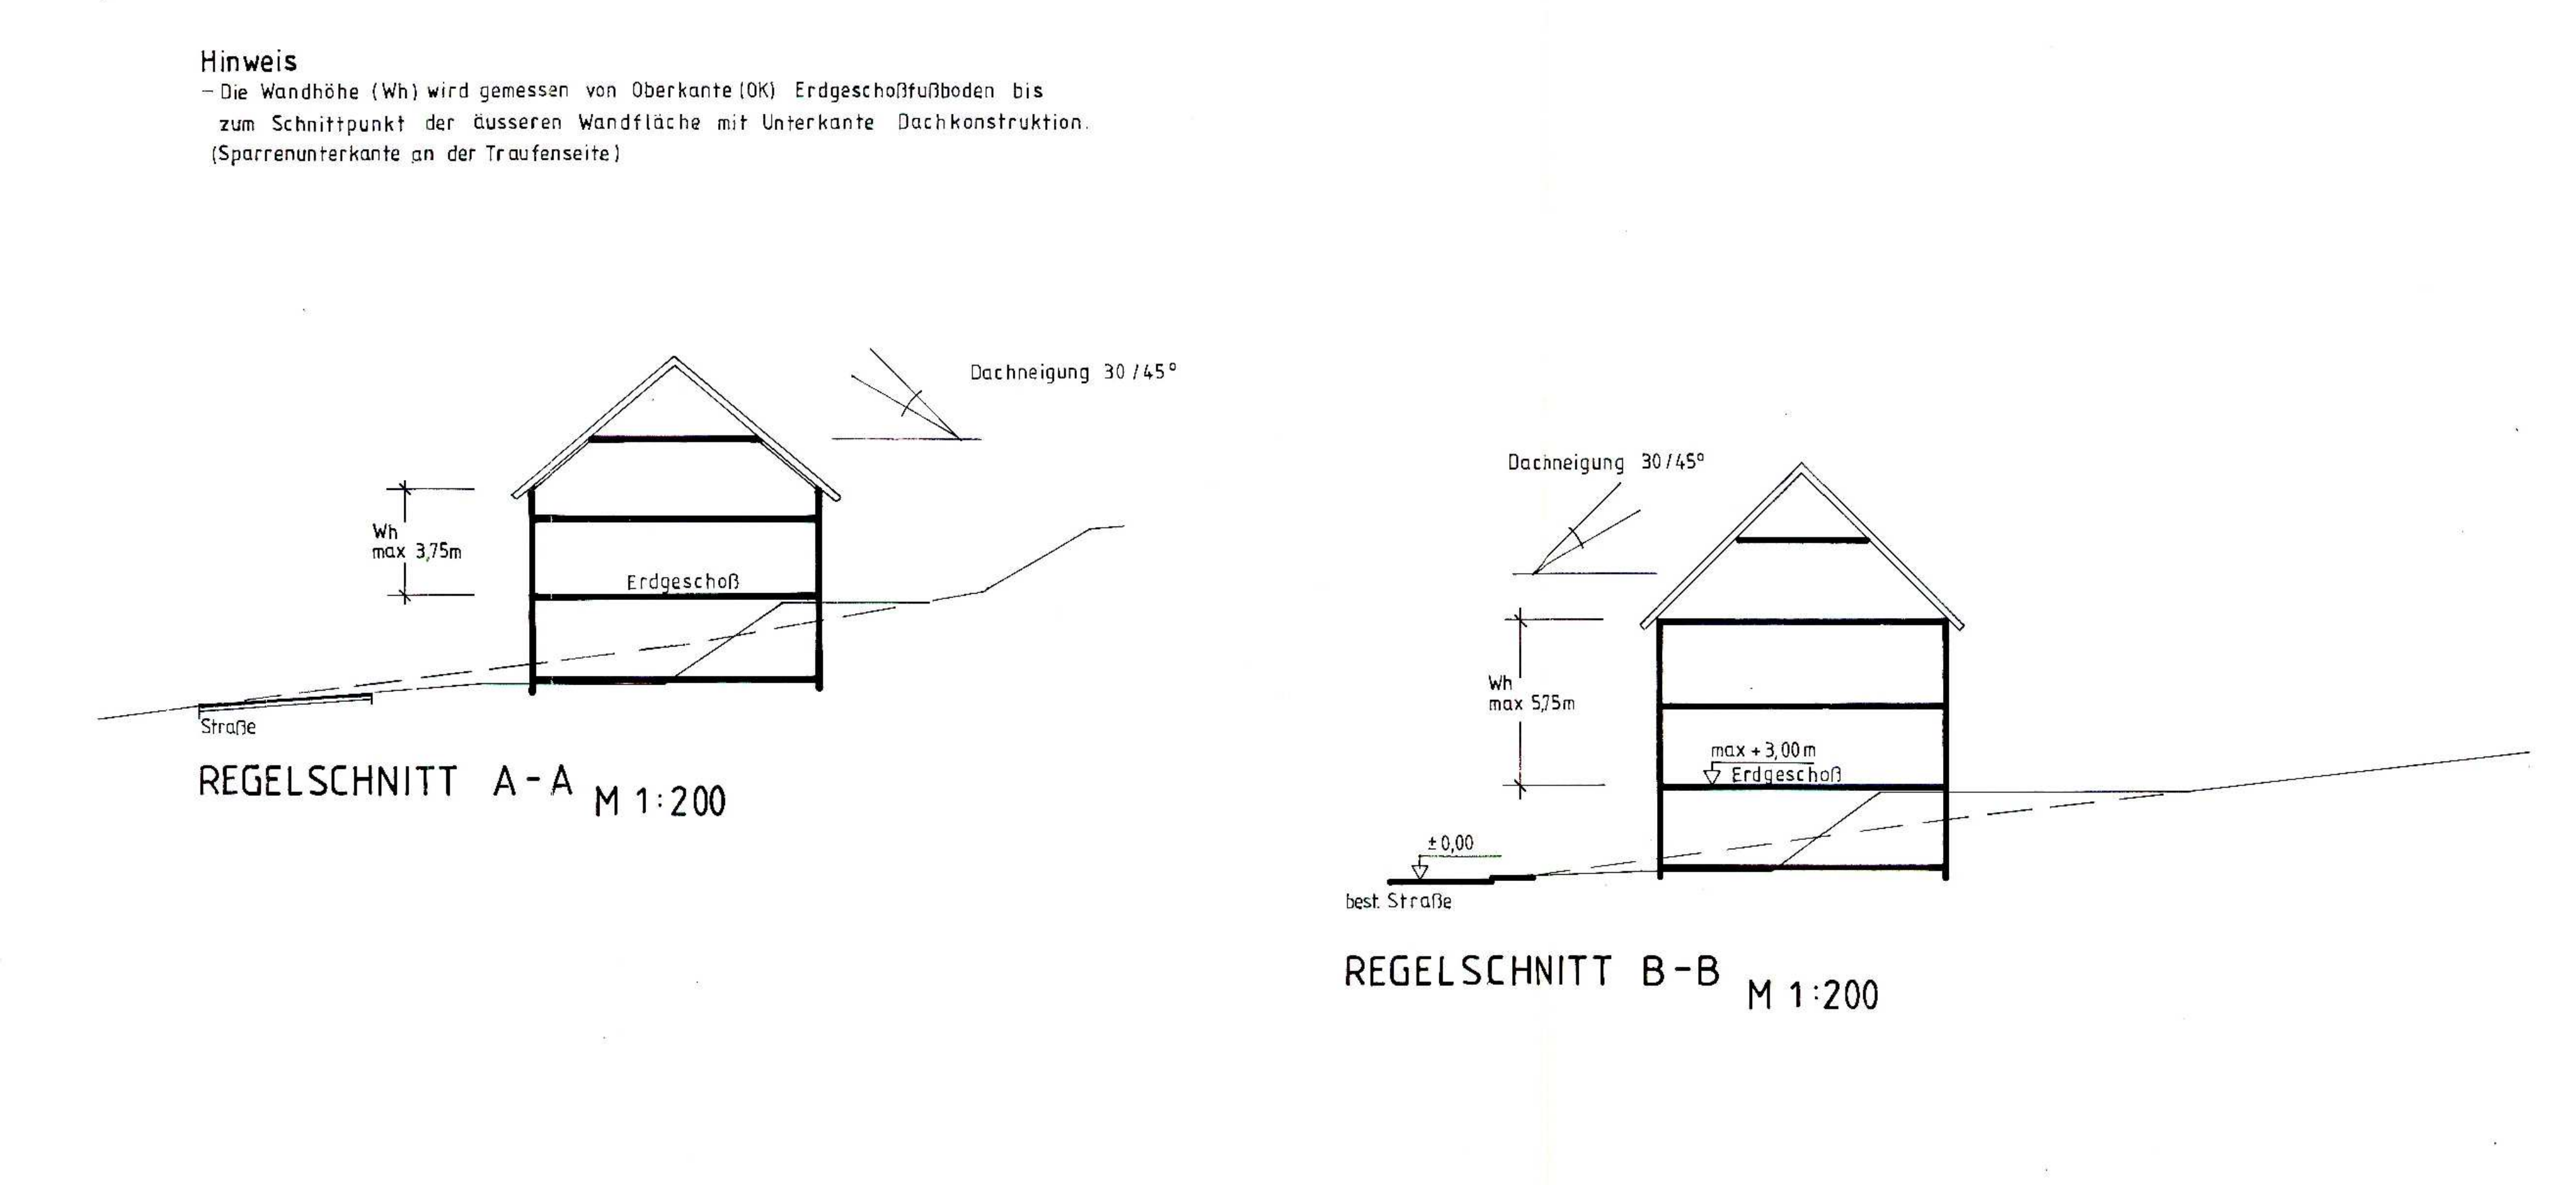 Hinweis
– Die Wandhöhe (Wh) wird gemessen von Oberkante (OK) Erdgeschoßfußboden bis
zum Schnittpunkt der äusseren Wandfläche mit Unterkante Dachkonstruktion.
(Sparrenunterkante an der Traufenseite)
Dachneigung 30/45°
Wh
max 3,75m
Erdgeschoß
Straße
REGELSCHNITT A-A M 1:200
Dachneigung 30/45°
Wh
max 5,75m
max + 3,00 m
Erdgeschoß
± 0,00
best. Straße
REGELSCHNITT B-B M 1:200